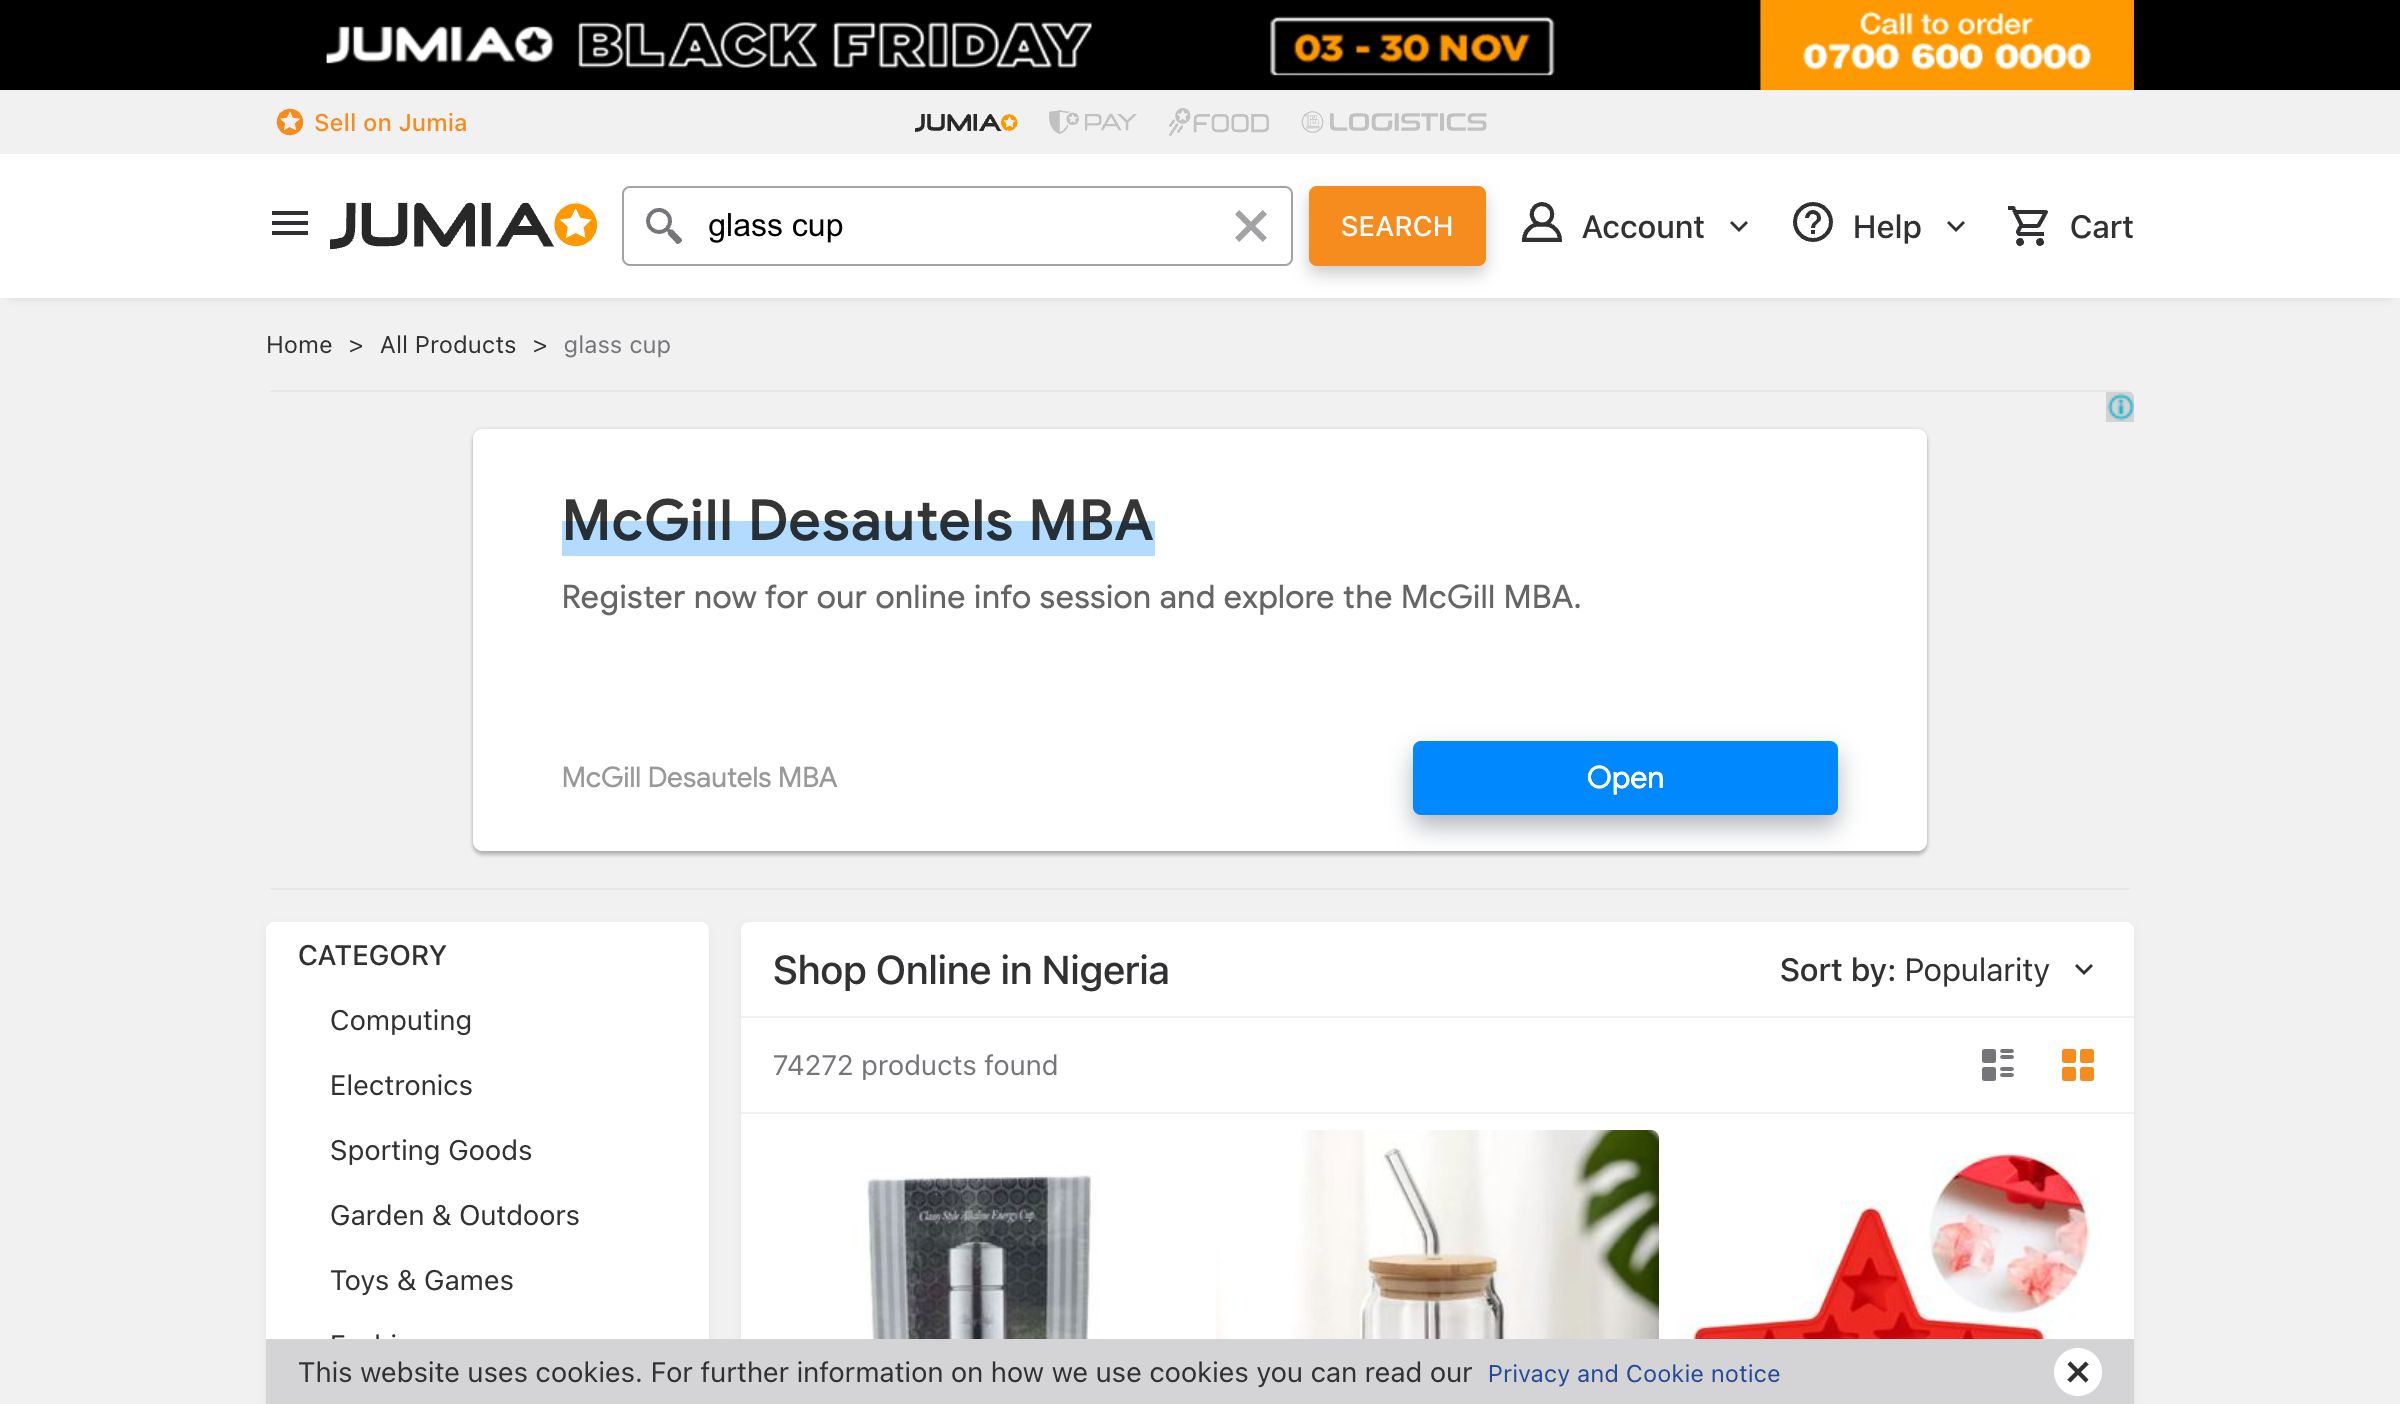 JUMIA BLACK FRIDAY
03 - 30 NOV
Call to order
0700 600 0000
Sell on Jumia
JUMIA
PAY
FOOD
LOGISTICS
JUMIA
glass cup
SEARCH
Account
Help
Cart
Home > All Products > glass cup
McGill Desautels MBA
Register now for our online info session and explore the McGill MBA.
McGill Desautels MBA
Open
CATEGORY
Computing
Electronics
Sporting Goods
Garden & Outdoors
Toys & Games
Shop Online in Nigeria
Sort by: Popularity
74272 products found
This website uses cookies. For further information on how we use cookies you can read our Privacy and Cookie notice